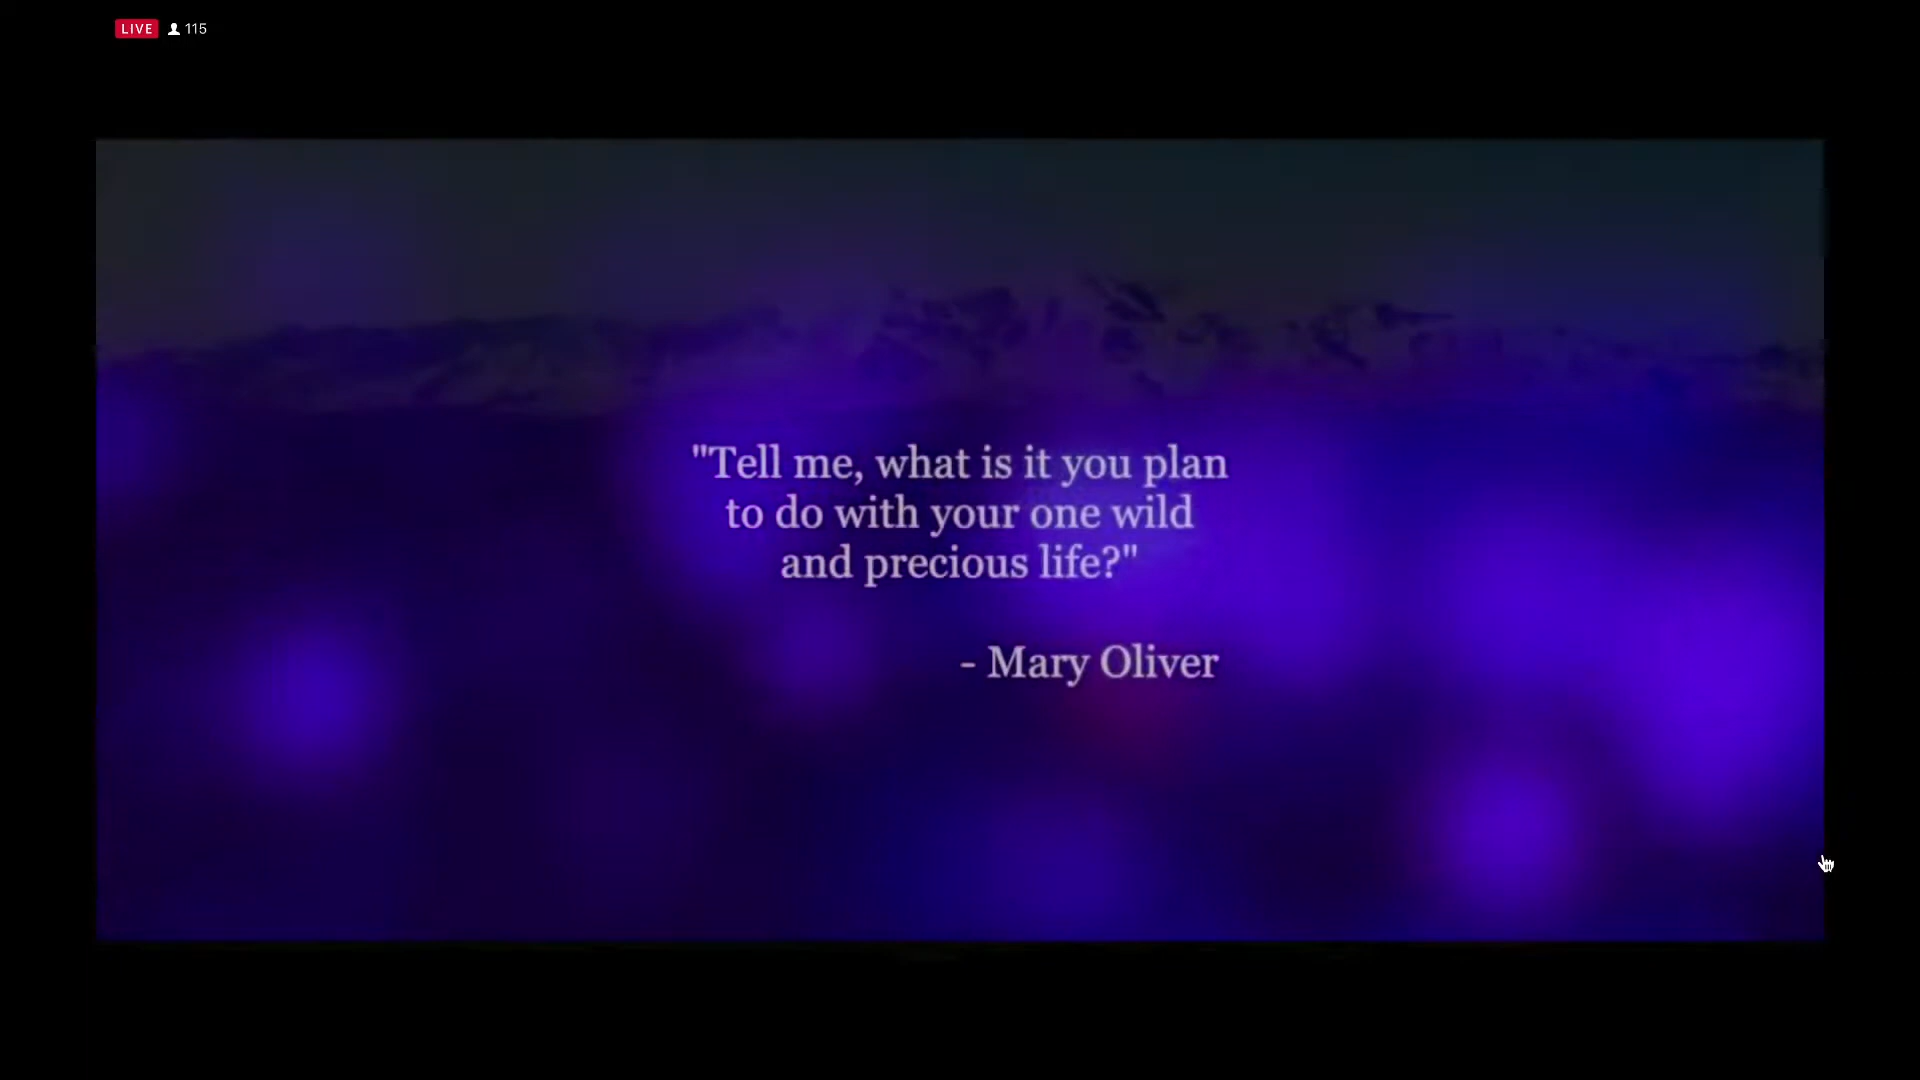 LIVE 115
"Tell me, what is it you plan
to do with your one wild
and precious life?"
- Mary Oliver